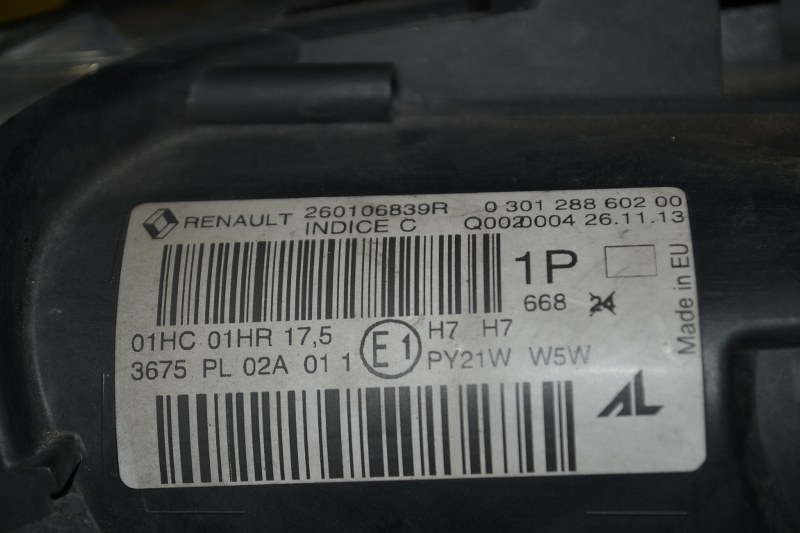 RENAULT 260106839R 0 301 288 602 00
INDICE C Q002 0004 26.11.13
1P
668
01HC 01HR 17,5 E1 H7 H7
3675 PL 02A 01 1 PY21W W5W
AL
Made in EU